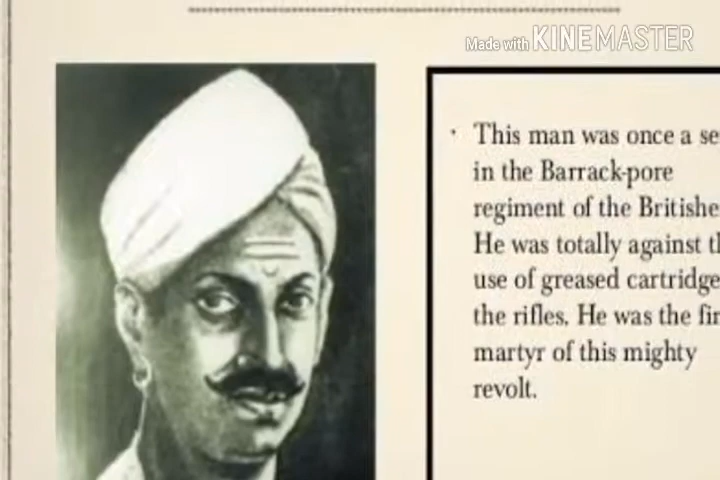 Made with KINEMASTER
· This man was once a se
in the Barrack-pore
regiment of the Britishe
He was totally against th
use of greased cartridge
the rifles. He was the fir
martyr of this mighty
revolt.